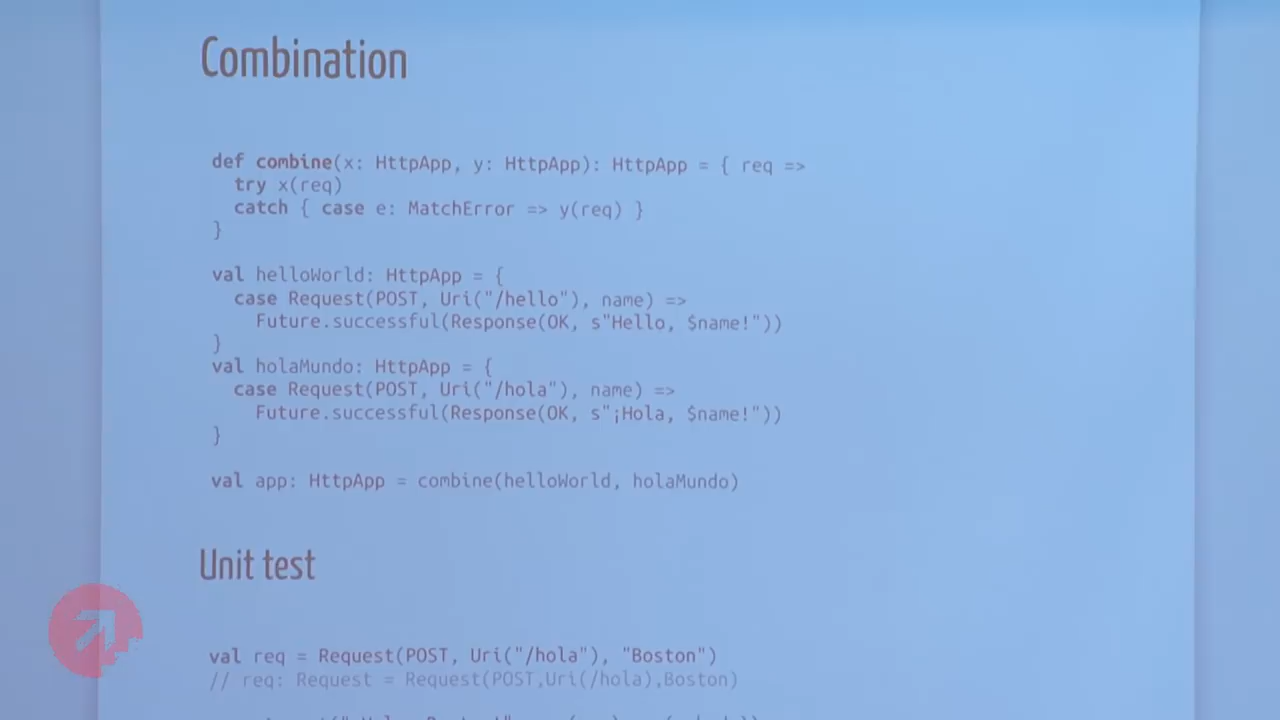 Combination
def combine(x: HttpApp, y: HttpApp): HttpApp = { req =>
try x(req)
catch { case e: MatchError => y(req) }
}
val helloWorld: HttpApp = {
case Request(POST, Uri("/hello"), name) =>
Future.successful(Response(OK, s"Hello, $name!"))
}
val holaMundo: HttpApp = {
case Request(POST, Uri("/hola"), name) =>
Future.successful(Response(OK, s"¡Hola, $name!"))
}
val app: HttpApp = combine(helloWorld, holaMundo)
Unit test
val req = Request(POST, Uri("/hola"), "Boston")
// req: Request = Request(POST,Uri(/hola),Boston)